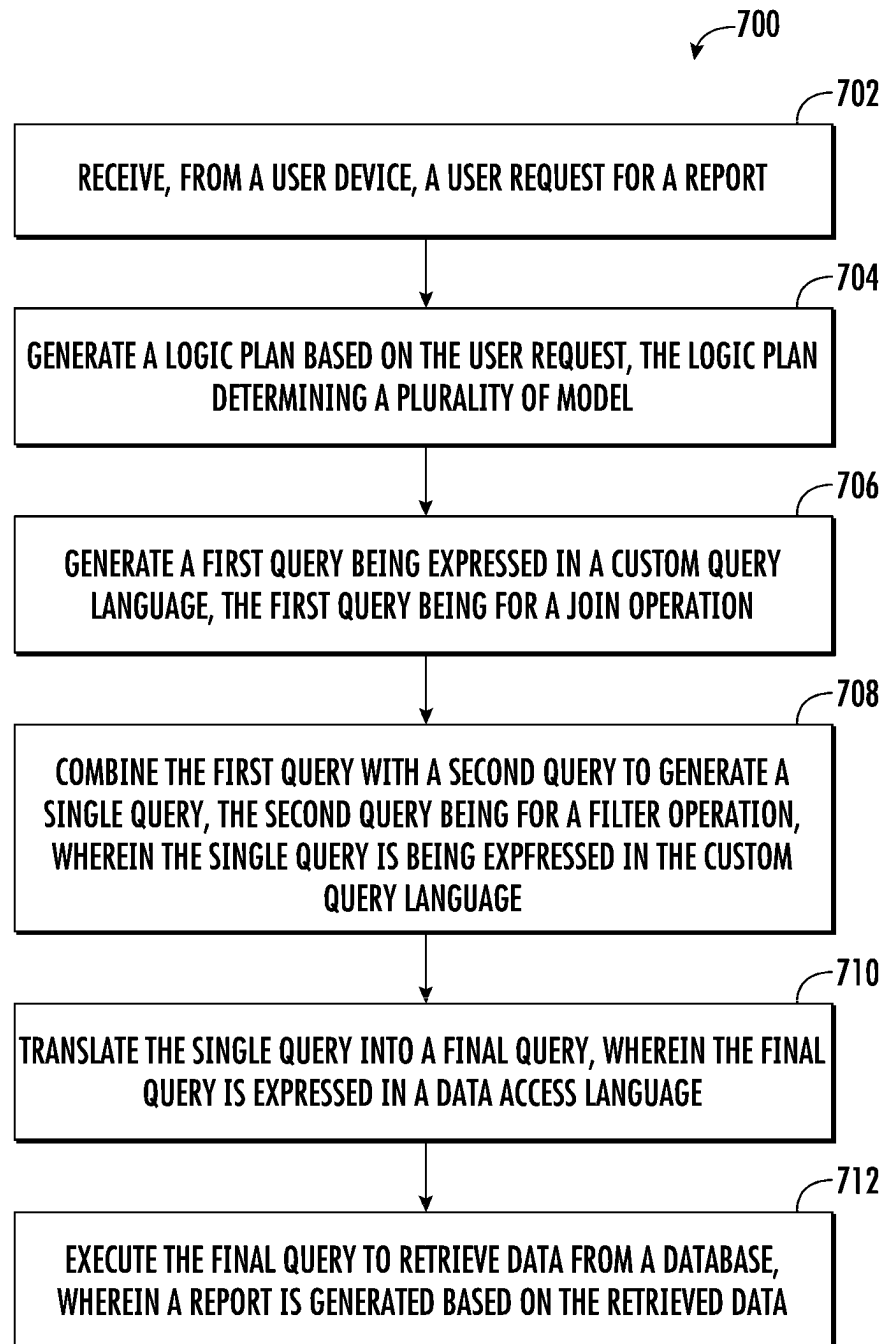 700
702
RECEIVE, FROM A USER DEVICE, A USER REQUEST FOR A REPORT
704
GENERATE A LOGIC PLAN BASED ON THE USER REQUEST, THE LOGIC PLAN
DETERMINING A PLURALITY OF MODEL
706
GENERATE A FIRST QUERY BEING EXPRESSED IN A CUSTOM QUERY
LANGUAGE, THE FIRST QUERY BEING FOR A JOIN OPERATION
708
COMBINE THE FIRST QUERY WITH A SECOND QUERY TO GENERATE A
SINGLE QUERY, THE SECOND QUERY BEING FOR A FILTER OPERATION,
WHEREIN THE SINGLE QUERY IS BEING EXPFRESSED IN THE CUSTOM
QUERY LANGUAGE
710
TRANSLATE THE SINGLE QUERY INTO A FINAL QUERY, WHEREIN THE FINAL
QUERY IS EXPRESSED IN A DATA ACCESS LANGUAGE
712
EXECUTE THE FINAL QUERY TO RETRIEVE DATA FROM A DATABASE,
WHEREIN A REPORT IS GENERATED BASED ON THE RETRIEVED DATA